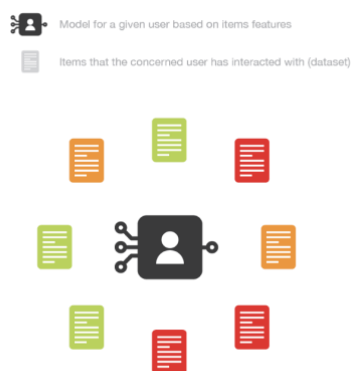 Model for a given user based on items features
Items that the concerned user has interacted with (dataset)